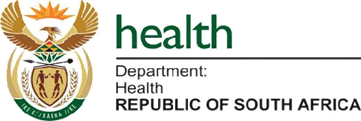 health
Department:
Health
REPUBLIC OF SOUTH AFRICA